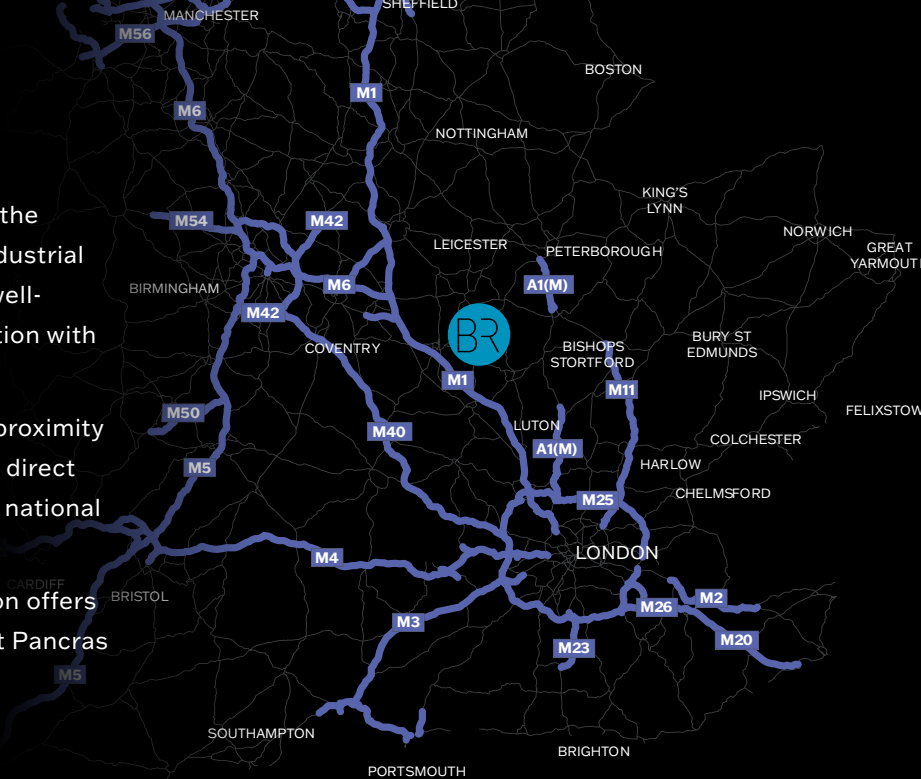 MANCHESTER
SHEFFIELD
M56
BOSTON
M1
M6
NOTTINGHAM
KING'S
LYNN
the
dustrial
well-
tion with
M54
M42
NORWICH
LEICESTER
PETERBOROUGH
GREAT
YARMOUTH
BIRMINGHAM
M6
A1(M)
M42
BR
COVENTRY
BISHOPS
STORTFORD
BURY ST
EDMUNDS
M1
M11
IPSWICH
M50
FELIXSTOW
proximity
direct
national
M40
LUTON
A1(M)
COLCHESTER
M5
HARLOW
CHELMSFORD
M25
M4
LONDON
CARDIFF
BRISTOL
on offers
t Pancras
M3
M26
M2
M20
M23
M5
SOUTHAMPTON
BRIGHTON
PORTSMOUTH